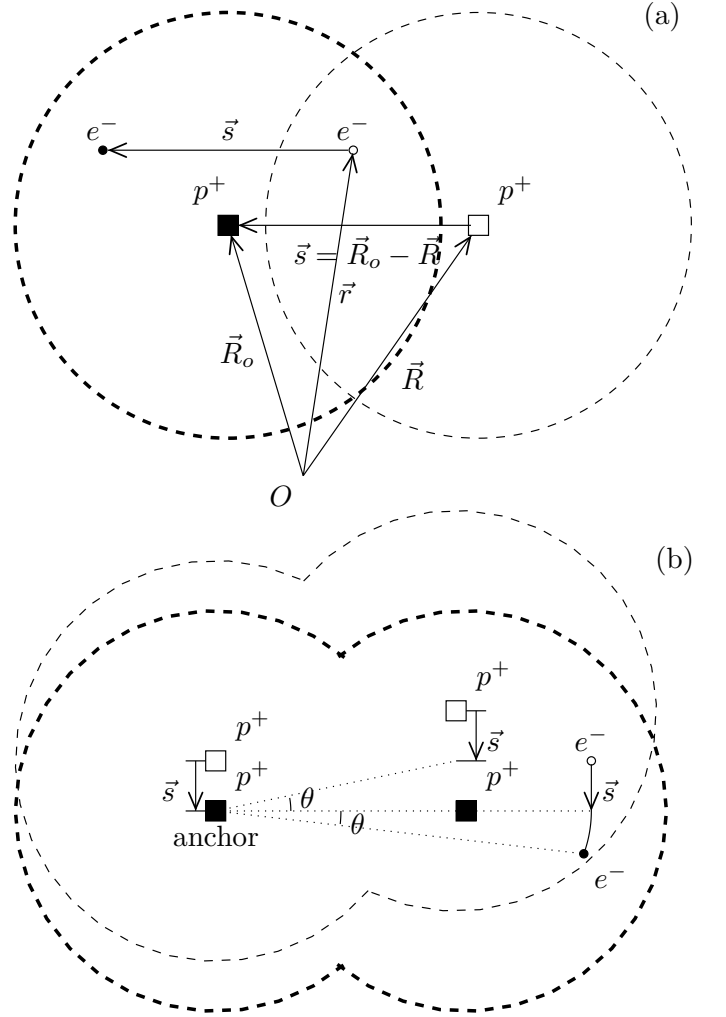 (a)
e⁻
s⃗
e⁻
p⁺
p⁺
s⃗ = R⃗ₒ − R⃗
r⃗
R⃗ₒ
R⃗
O
(b)
p⁺
p⁺
s⃗
e⁻
p⁺
s⃗
p⁺
s⃗
θ
θ
anchor
e⁻